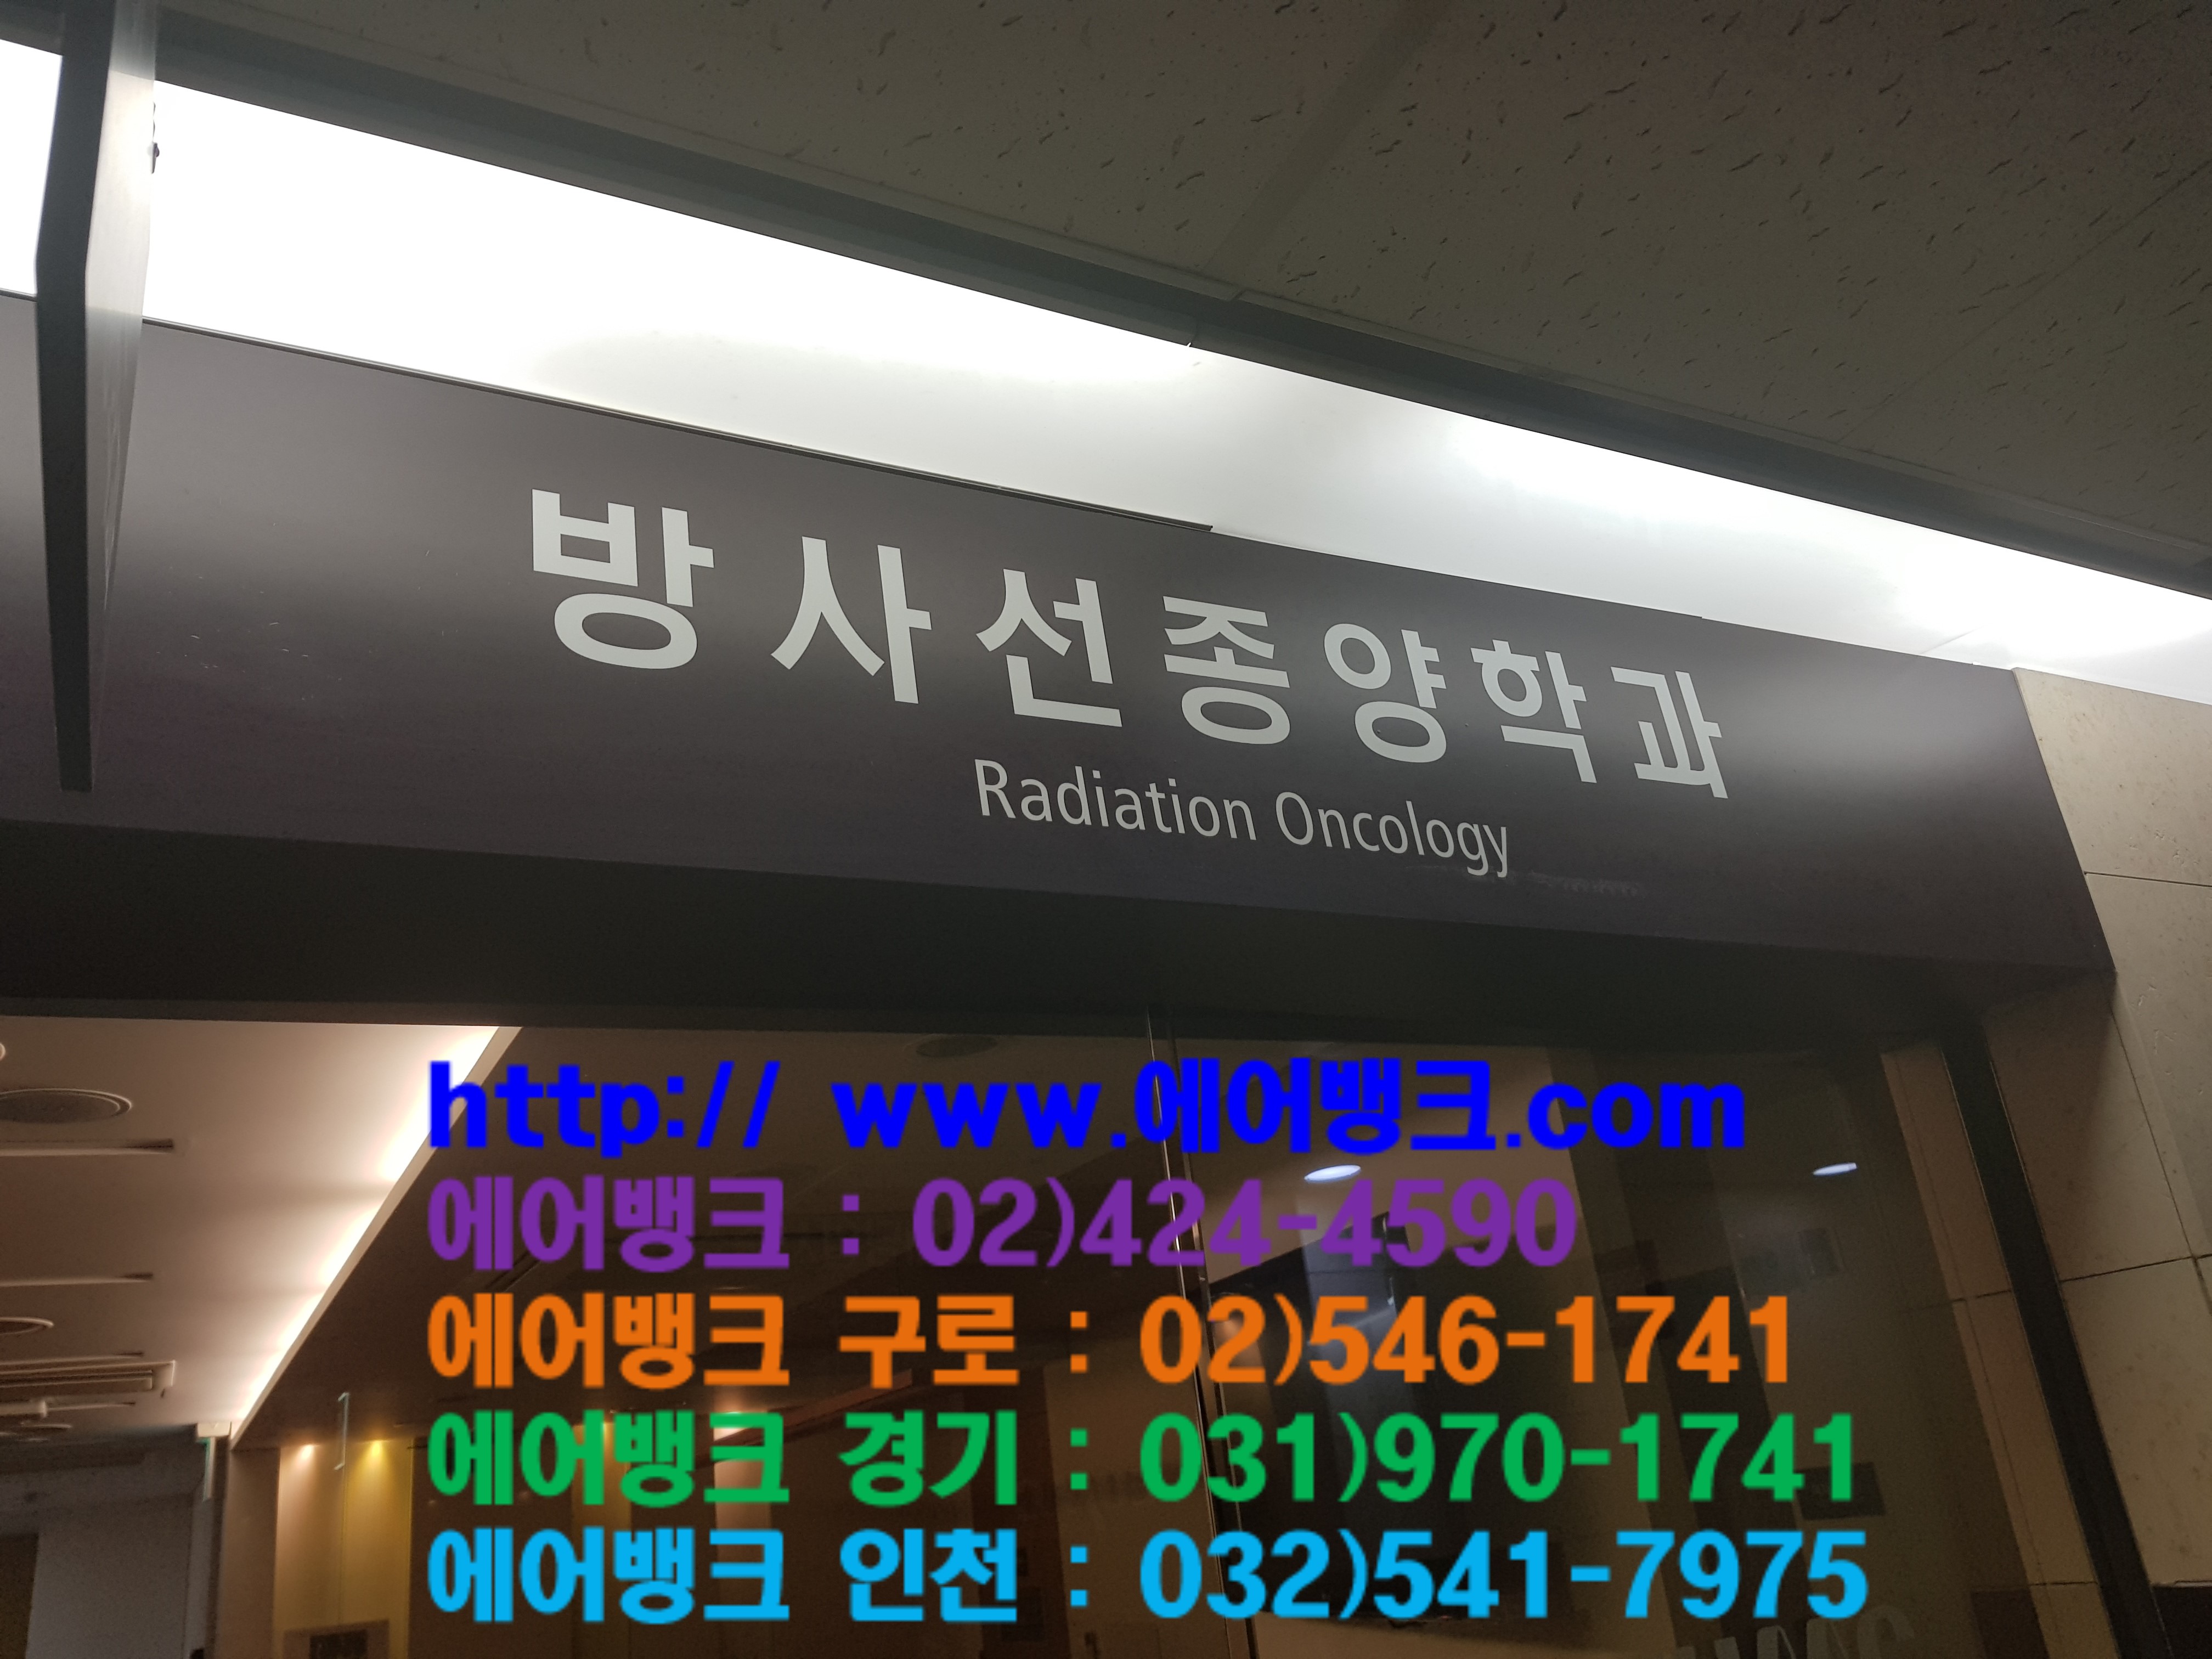 방사선종양학과
Radiation Oncology
http:// www.에어뱅크.com
에어뱅크 : 02)424-4590
에어뱅크 구로 : 02)546-1741
에어뱅크 경기 : 031)970-1741
에어뱅크 인천 : 032)541-7975